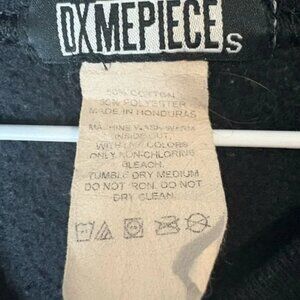 DXMEPIECE S
50% COTTON
50% POLYESTER
MADE IN HONDURAS
MACHINE WASH WARM
INSIDE OUT,
WITH LIKE COLORS
ONLY NON-CHLORINE
BLEACH.
TUMBLE DRY MEDIUM
DO NOT IRON. DO NOT
DRY CLEAN.